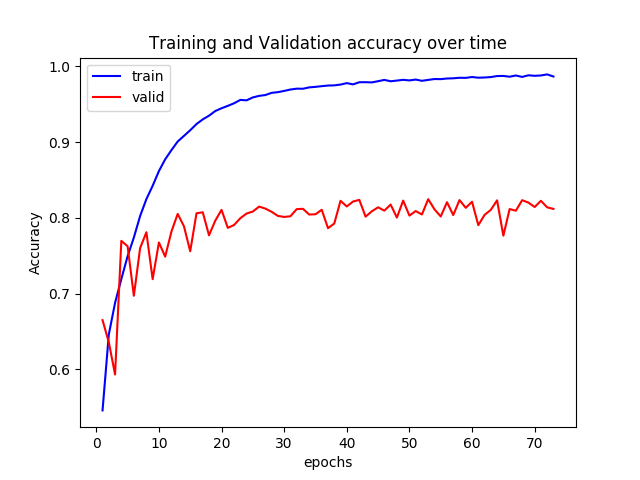 Training and Validation accuracy over time
train
valid
1.0
0.9
0.8
0.7
0.6
Accuracy
0 10 20 30 40 50 60 70
epochs